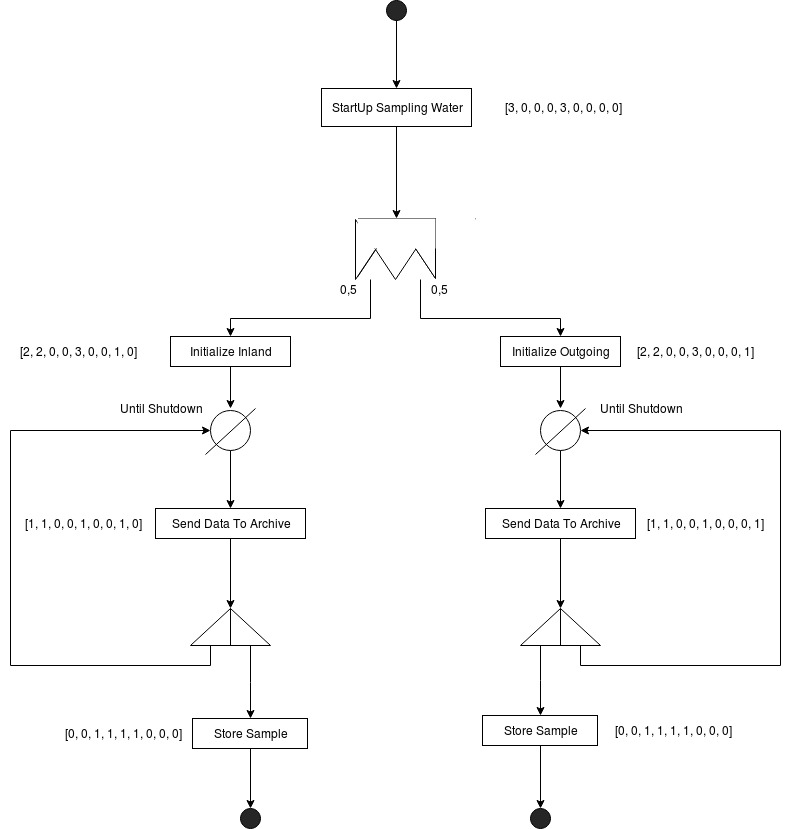 StartUp Sampling Water
[3, 0, 0, 0, 3, 0, 0, 0, 0]
0,5
0,5
[2, 2, 0, 0, 3, 0, 0, 1, 0]
Initialize Inland
Initialize Outgoing
[2, 2, 0, 0, 3, 0, 0, 0, 1]
Until Shutdown
Until Shutdown
[1, 1, 0, 0, 1, 0, 0, 1, 0]
Send Data To Archive
Send Data To Archive
[1, 1, 0, 0, 1, 0, 0, 0, 1]
[0, 0, 1, 1, 1, 1, 0, 0, 0]
Store Sample
Store Sample
[0, 0, 1, 1, 1, 1, 0, 0, 0]